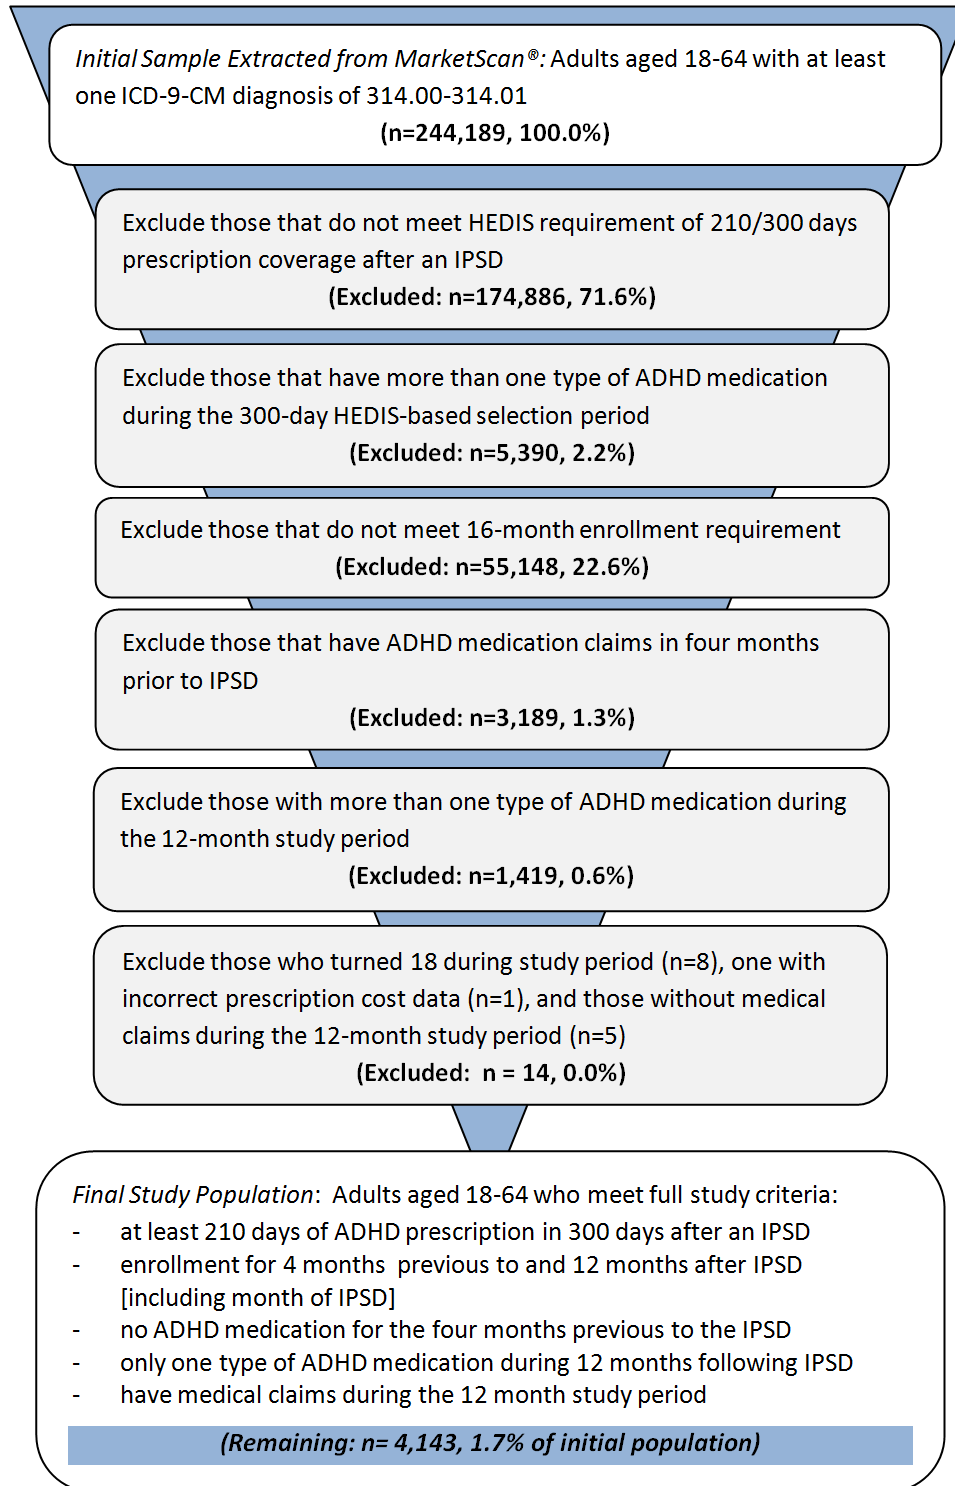 Initial Sample Extracted from MarketScan®: Adults aged 18-64 with at least
one ICD-9-CM diagnosis of 314.00-314.01
(n=244,189, 100.0%)
Exclude those that do not meet HEDIS requirement of 210/300 days
prescription coverage after an IPSD
(Excluded: n=174,886, 71.6%)
Exclude those that have more than one type of ADHD medication
during the 300-day HEDIS-based selection period
(Excluded: n=5,390, 2.2%)
Exclude those that do not meet 16-month enrollment requirement
(Excluded: n=55,148, 22.6%)
Exclude those that have ADHD medication claims in four months
prior to IPSD
(Excluded: n=3,189, 1.3%)
Exclude those with more than one type of ADHD medication during
the 12-month study period
(Excluded: n=1,419, 0.6%)
Exclude those who turned 18 during study period (n=8), one with
incorrect prescription cost data (n=1), and those without medical
claims during the 12-month study period (n=5)
(Excluded: n = 14, 0.0%)
Final Study Population: Adults aged 18-64 who meet full study criteria:
- at least 210 days of ADHD prescription in 300 days after an IPSD
- enrollment for 4 months previous to and 12 months after IPSD
[including month of IPSD]
- no ADHD medication for the four months previous to the IPSD
- only one type of ADHD medication during 12 months following IPSD
- have medical claims during the 12 month study period
(Remaining: n= 4,143, 1.7% of initial population)